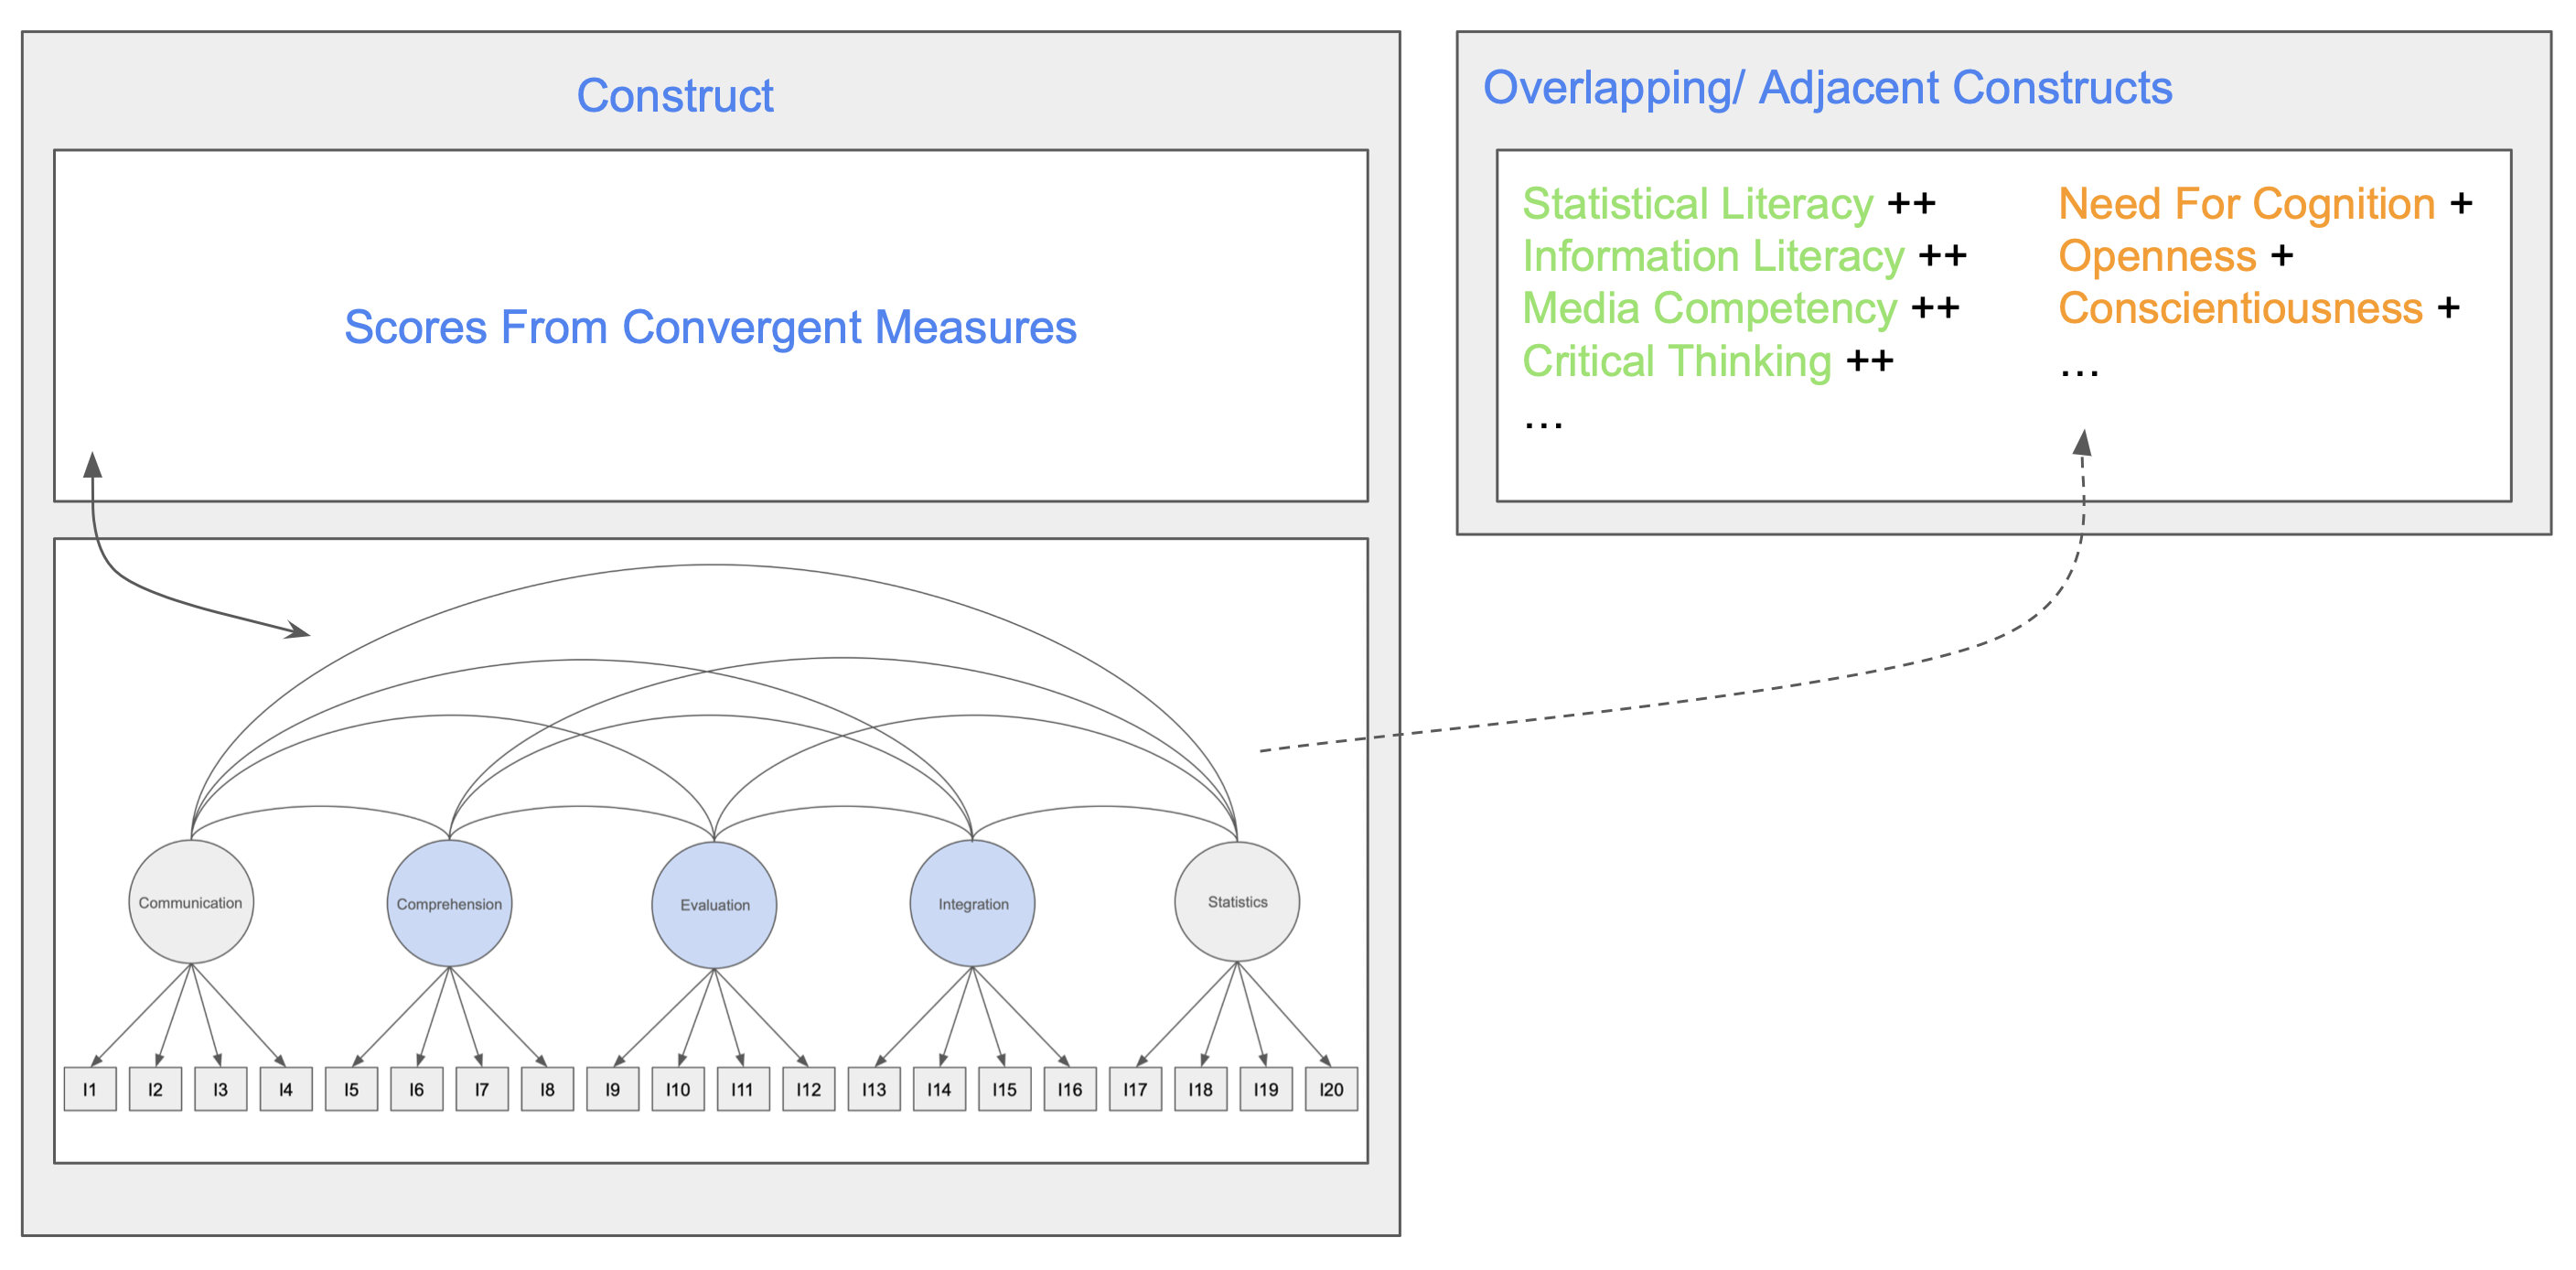 Construct
Scores From Convergent Measures
Communication
Comprehension
Evaluation
Integration
Statistics
I1 I2 I3 I4 I5 I6 I7 I8 I9 I10 I11 I12 I13 I14 I15 I16 I17 I18 I19 I20
Overlapping/ Adjacent Constructs
Statistical Literacy ++
Information Literacy ++
Media Competency ++
Critical Thinking ++
...
Need For Cognition +
Openness +
Conscientiousness +
...